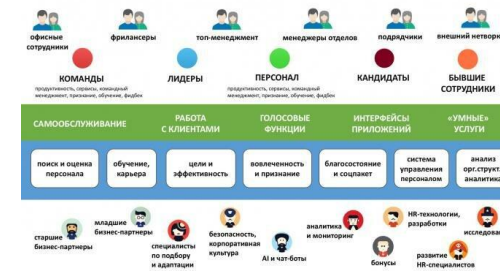 офисные
сотрудники
фрилансеры
топ-менеджмент
менеджеры отделов
подрядчики
внешний нетворк
КОМАНДЫ
продуктивность, сервисы, командный
менеджмент, признание, обучение, фидбек
ЛИДЕРЫ
ПЕРСОНАЛ
продуктивность, сервисы, командный
менеджмент, признание, обучение, фидбек
КАНДИДАТЫ
БЫВШИЕ
СОТРУДНИКИ
САМООБСЛУЖИВАНИЕ
РАБОТА
С КЛИЕНТАМИ
ГОЛОСОВЫЕ
ФУНКЦИИ
ИНТЕРФЕЙСЫ
ПРИЛОЖЕНИЙ
«УМНЫЕ»
УСЛУГИ
поиск и оценка
персонала
обучение,
карьера
цели и
эффективность
вовлеченность
и признание
благосостояние
и соцпакет
система
управления
персоналом
анализ
орг.структ.
аналитика
старшие
бизнес-партнеры
младшие
бизнес-партнеры
специалисты
по подбору
и адаптации
безопасность,
корпоративная
культура
AI и чат-боты
аналитика
и мониторинг
бонусы
HR-технологии,
разработки
развитие
HR-специалистов
исследова